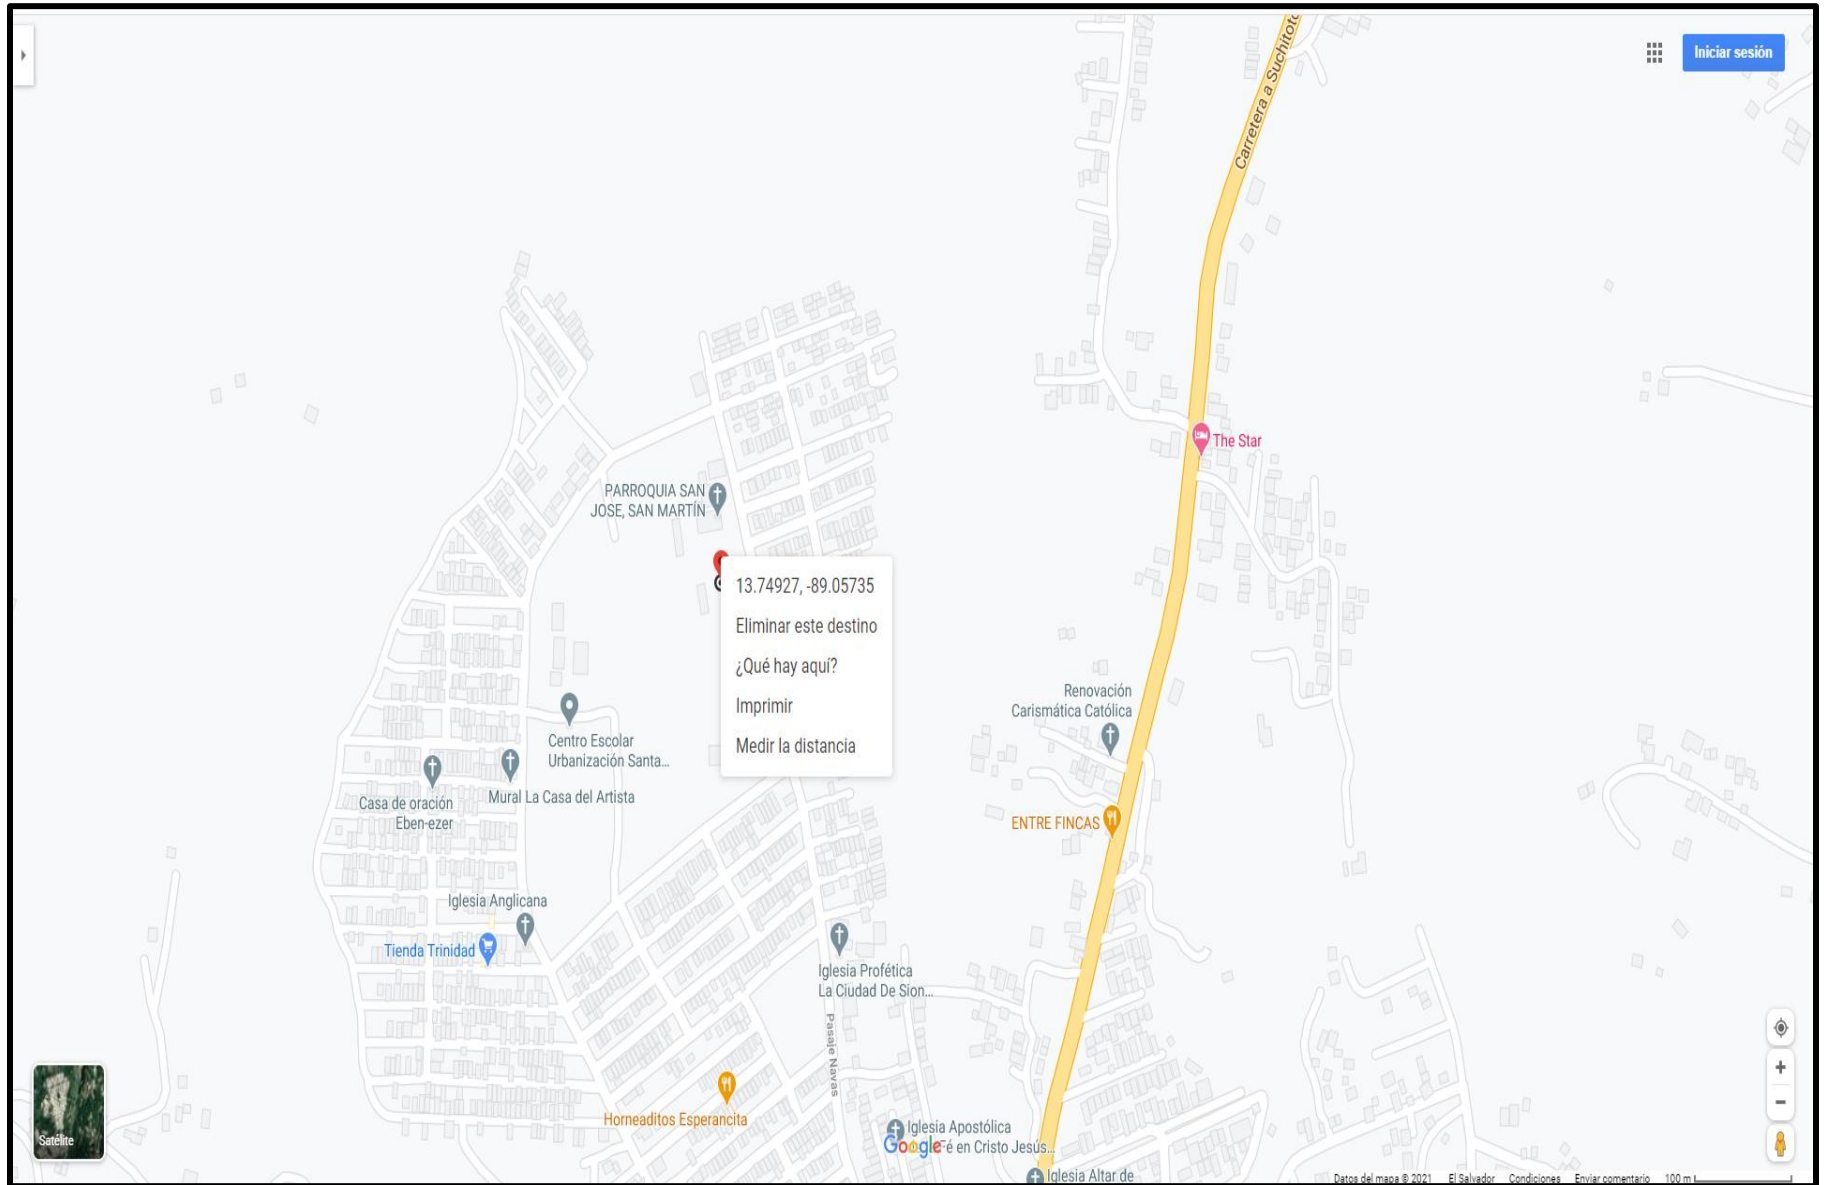 Iniciar sesión
Carretera a Suchitoto
The Star
PARROQUIA SAN
JOSE, SAN MARTÍN
13.74927, -89.05735
Eliminar este destino
¿Qué hay aquí?
Imprimir
Medir la distancia
Renovación
Carismática Católica
Centro Escolar
Urbanización Santa...
Mural La Casa del Artista
Casa de oración
Eben-ezer
ENTRE FINCAS
Iglesia Anglicana
Tienda Trinidad
Iglesia Profética
La Ciudad De Sion...
Pasaje Navas
Horneaditos Esperancita
Iglesia Apostólica
Google Fé en Cristo Jesús...
Iglesia Altar de
Satélite
Datos del mapa © 2021 El Salvador Condiciones Enviar comentario 100 m